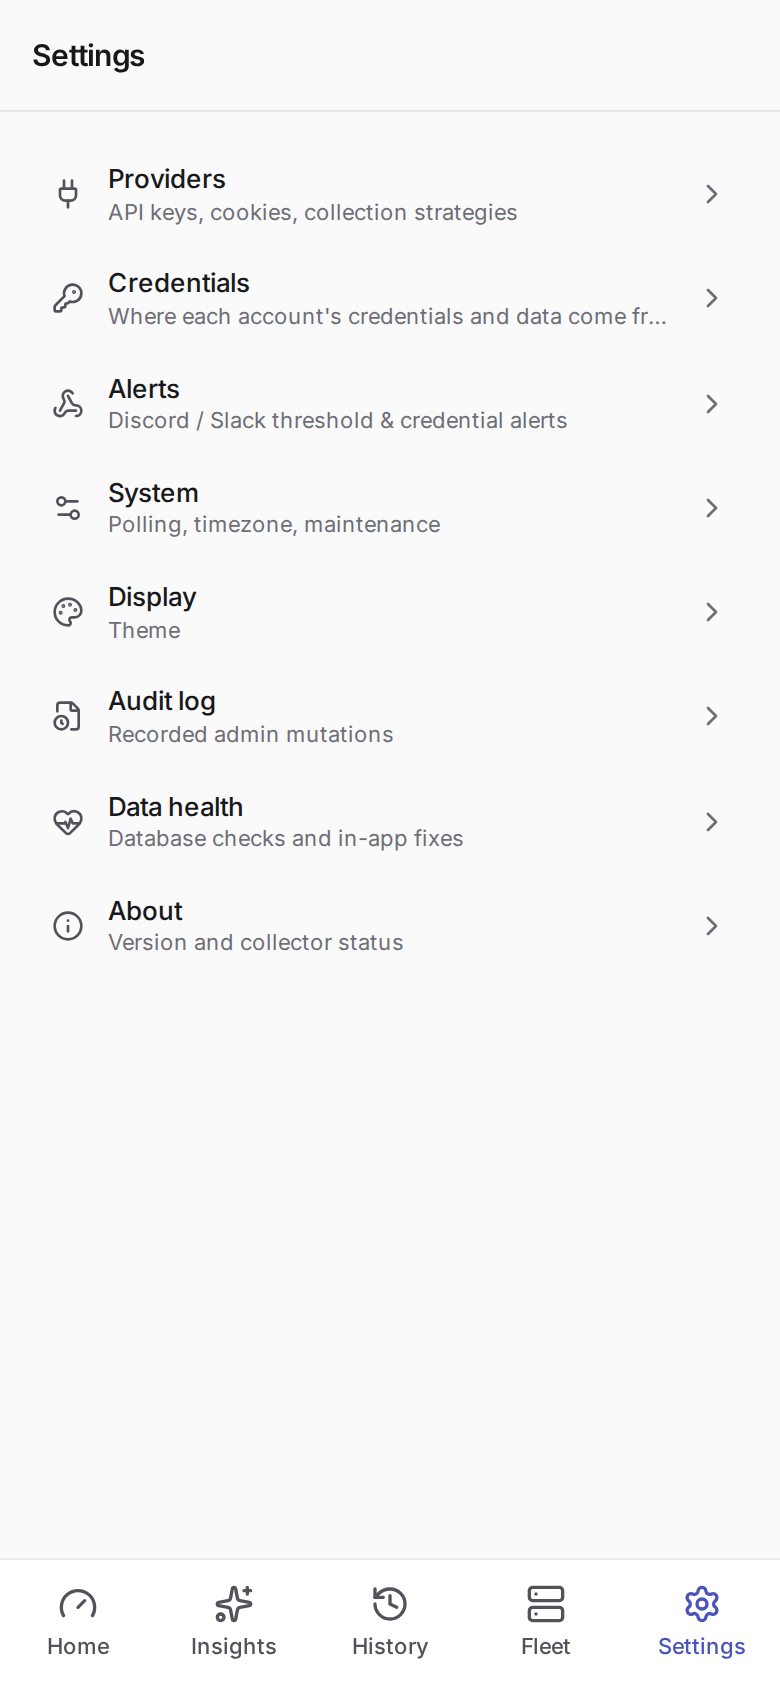 Settings
Providers
API keys, cookies, collection strategies
Credentials
Where each account's credentials and data come fr...
Alerts
Discord / Slack threshold & credential alerts
System
Polling, timezone, maintenance
Display
Theme
Audit log
Recorded admin mutations
Data health
Database checks and in-app fixes
About
Version and collector status
Home
Insights
History
Fleet
Settings